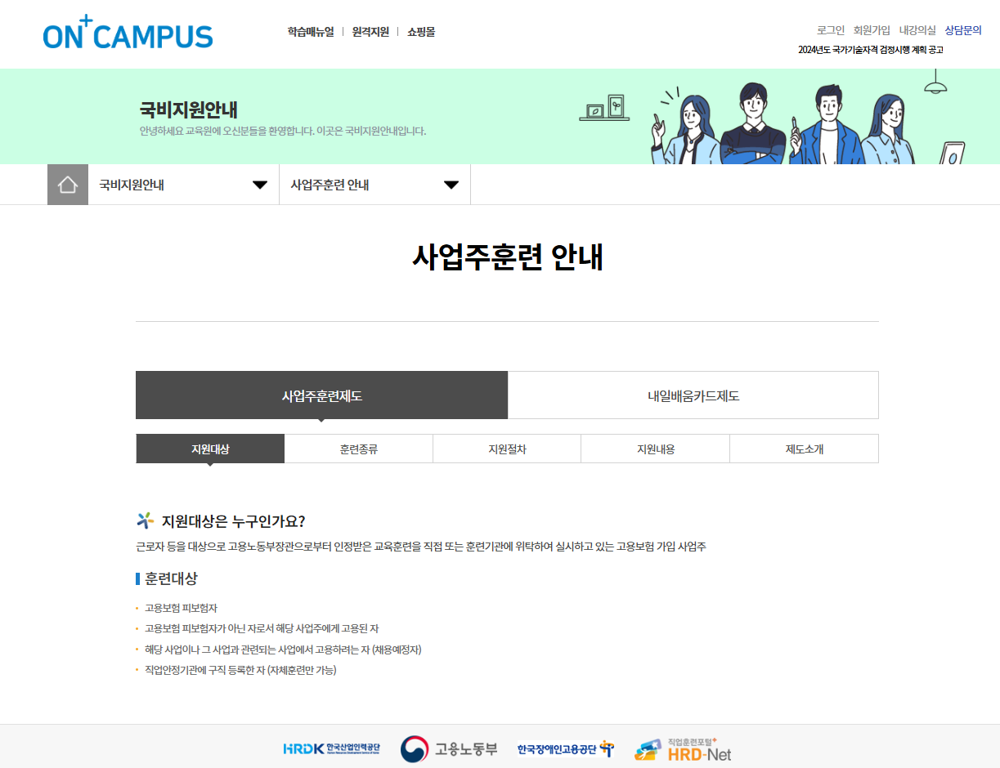 ON+CAMPUS
학습매뉴얼 | 원격지원 | 쇼핑몰
로그인 회원가입 내강의실 상담문의
2024년도 국가기술자격 검정시행 계획 공고
국비지원안내
안녕하세요 교육원에 오신분들을 환영합니다. 이곳은 국비지원안내입니다.
국비지원안내
사업주훈련 안내
사업주훈련 안내
사업주훈련제도
내일배움카드제도
지원대상
훈련종류
지원절차
지원내용
제도소개
지원대상은 누구인가요?
근로자 등을 대상으로 고용노동부장관으로부터 인정받은 교육훈련을 직접 또는 훈련기관에 위탁하여 실시하고 있는 고용보험 가입 사업주
훈련대상
고용보험 피보험자
고용보험 피보험자가 아닌 자로서 해당 사업주에게 고용된 자
해당 사업이나 그 사업과 관련되는 사업에서 고용하려는 자 (채용예정자)
직업안정기관에 구직 등록한 자 (자체훈련만 가능)
HRDK 한국산업인력공단
고용노동부
한국장애인고용공단
직업훈련포털+
HRD-Net